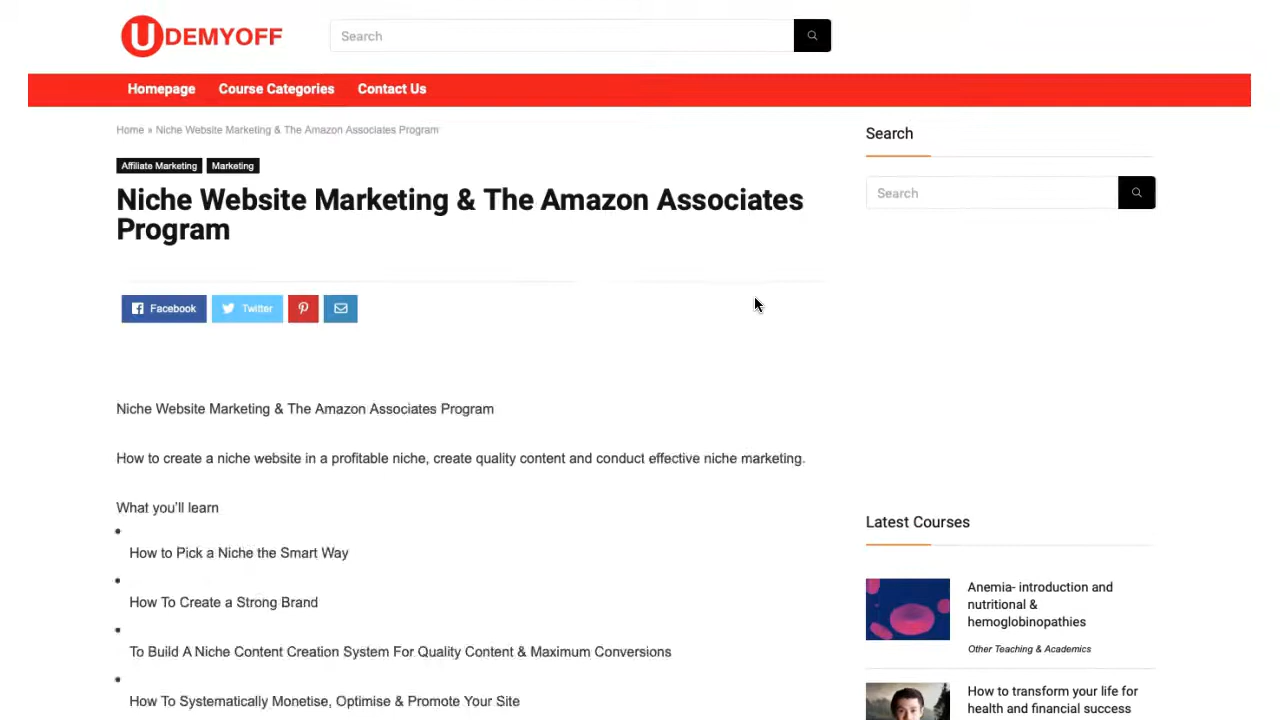 UDEMYOFF
Search
Homepage Course Categories Contact Us
Home » Niche Website Marketing & The Amazon Associates Program
Affiliate Marketing Marketing
Niche Website Marketing & The Amazon Associates
Program
Facebook Twitter
Niche Website Marketing & The Amazon Associates Program
How to create a niche website in a profitable niche, create quality content and conduct effective niche marketing.
What you'll learn
How to Pick a Niche the Smart Way
How To Create a Strong Brand
To Build A Niche Content Creation System For Quality Content & Maximum Conversions
How To Systematically Monetise, Optimise & Promote Your Site
Search
Search
Latest Courses
Anemia- introduction and
nutritional &
hemoglobinopathies
Other Teaching & Academics
How to transform your life for
health and financial success